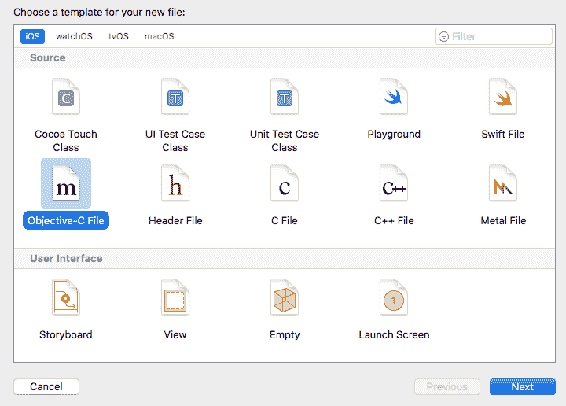 Choose a template for your new file:
iOS watchOS tvOS macOS Filter
Source
Cocoa Touch Class
UI Test Case Class
Unit Test Case Class
Playground
Swift File
Objective-C File
Header File
C File
C++ File
Metal File
User Interface
Storyboard
View
Empty
Launch Screen
Cancel Previous Next